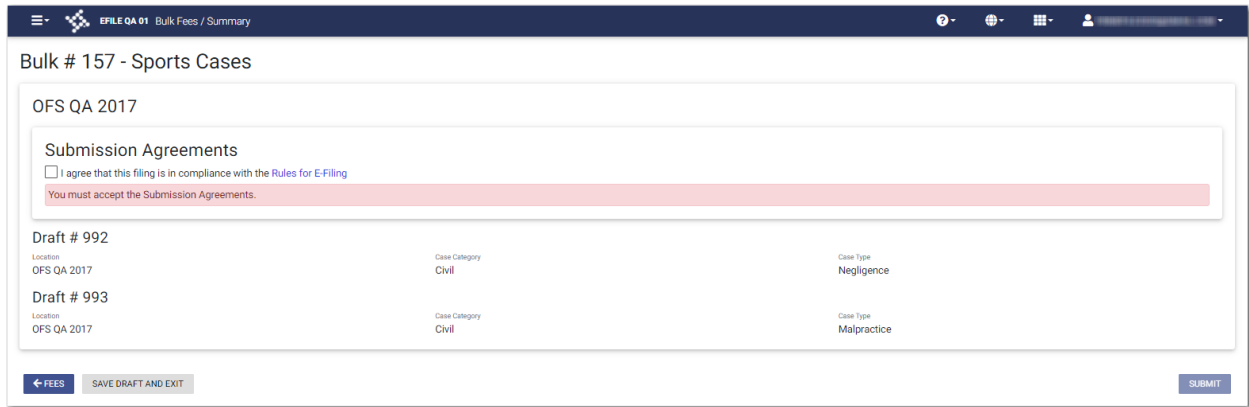 EFILE QA 01 Bulk Fees / Summary
Bulk # 157 - Sports Cases
OFS QA 2017
Submission Agreements
I agree that this filing is in compliance with the Rules for E-Filing
You must accept the Submission Agreements.
Draft # 992
Location Case Category Case Type
OFS QA 2017 Civil Negligence
Draft # 993
Location Case Category Case Type
OFS QA 2017 Civil Malpractice
FEES SAVE DRAFT AND EXIT SUBMIT